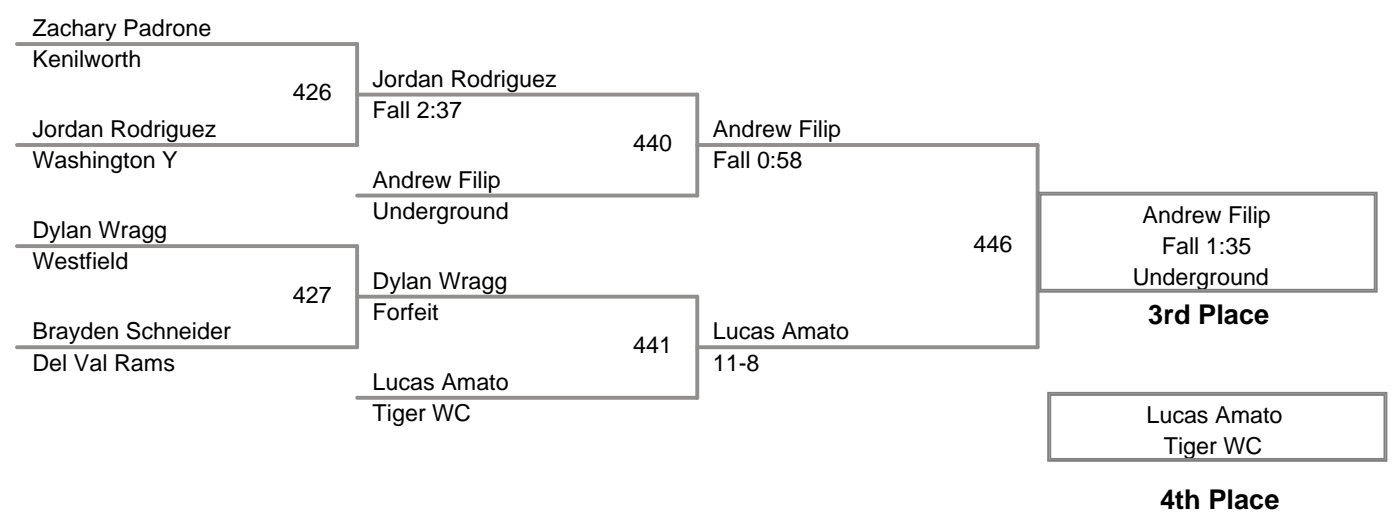 Zachary Padrone
Kenilworth
426
Jordan Rodriguez
Washington Y
Jordan Rodriguez
Fall 2:37
440
Andrew Filip
Underground
Andrew Filip
Fall 0:58
Dylan Wragg
Westfield
427
Brayden Schneider
Del Val Rams
Dylan Wragg
Forfeit
441
Lucas Amato
Tiger WC
Lucas Amato
11-8
446
Andrew Filip
Fall 1:35
Underground
3rd Place
Lucas Amato
Tiger WC
4th Place